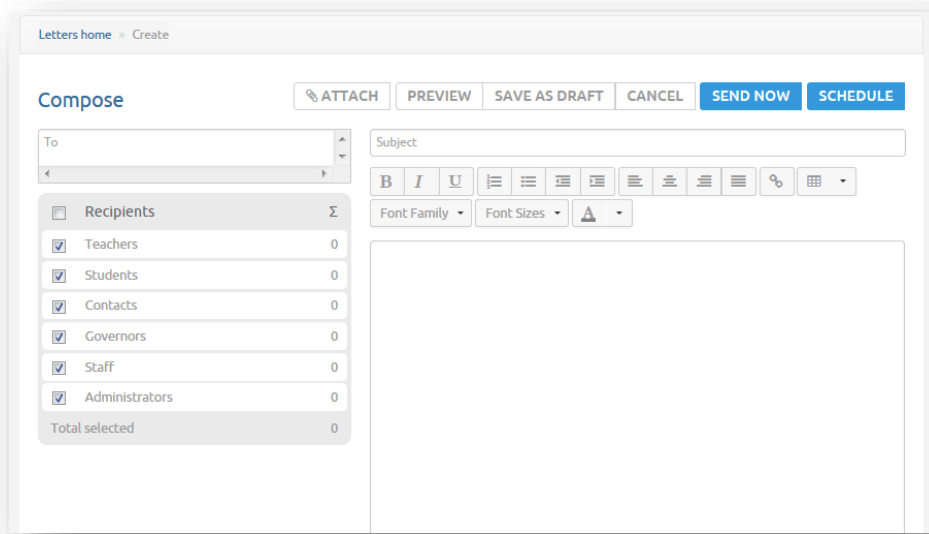 Letters home » Create
Compose
ATTACH PREVIEW SAVE AS DRAFT CANCEL SEND NOW SCHEDULE
To
Subject
B I U
Font Family Font Sizes A
Recipients Σ
Teachers 0
Students 0
Contacts 0
Governors 0
Staff 0
Administrators 0
Total selected 0